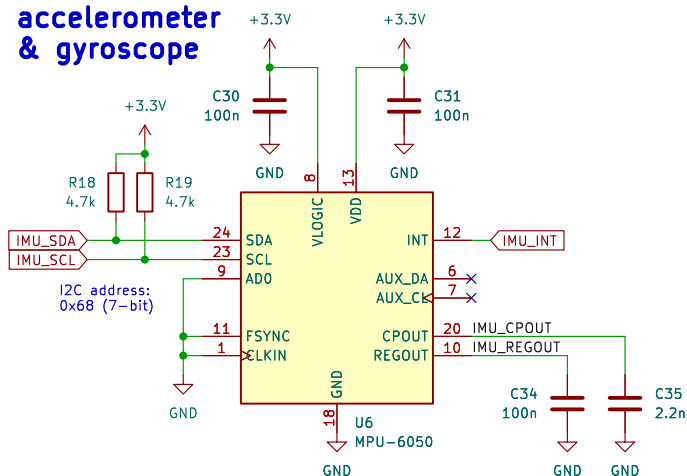 accelerometer
& gyroscope
+3.3V
+3.3V
C30
100n
C31
100n
GND
GND
+3.3V
R18
4.7k
R19
4.7k
8
VLOGIC
13
VDD
IMU_SDA
24
SDA
IMU_SCL
23
SCL
9
AD0
I2C address:
0x68 (7-bit)
11
FSYNC
1
CLKIN
GND
INT
12
IMU_INT
AUX_DA
6
AUX_CL
7
CPOUT
20
IMU_CPOUT
REGOUT
10
IMU_REGOUT
GND
18
U6
MPU-6050
GND
C34
100n
GND
C35
2.2n
GND